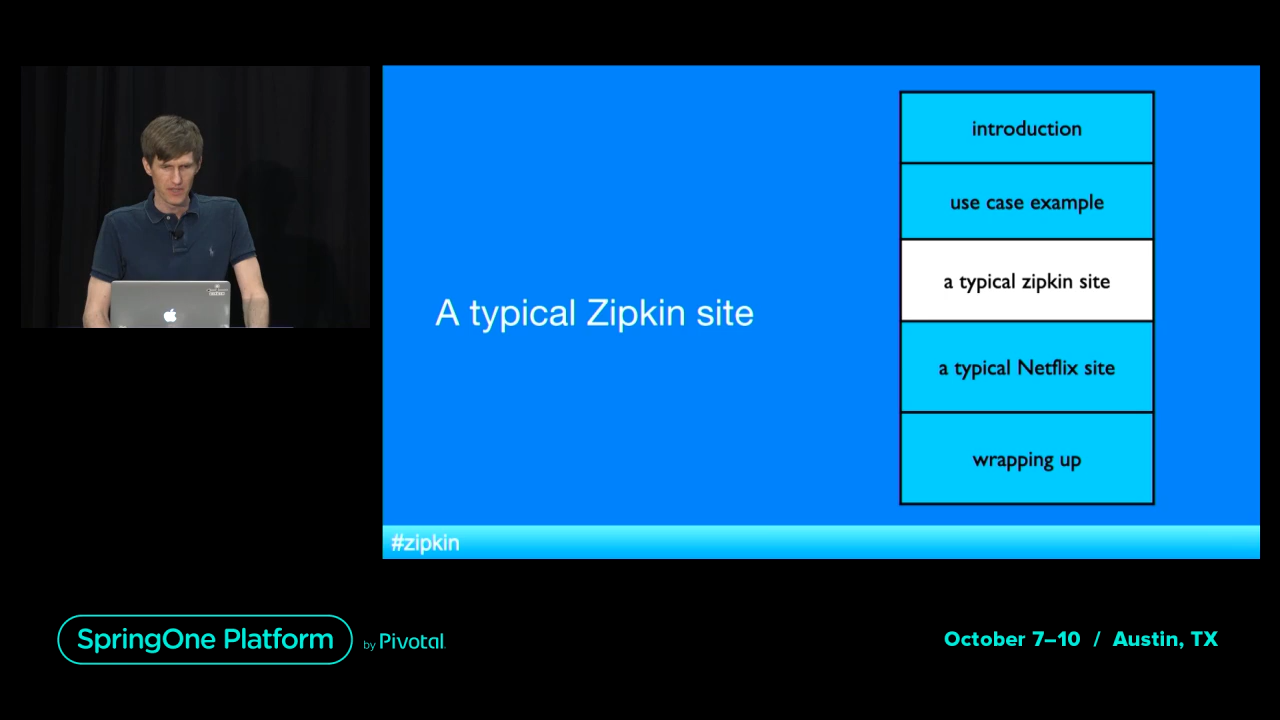 introduction
use case example
a typical zipkin site
A typical Zipkin site
a typical Netflix site
wrapping up
#zipkin
SpringOne Platform by Pivotal
October 7–10 / Austin, TX